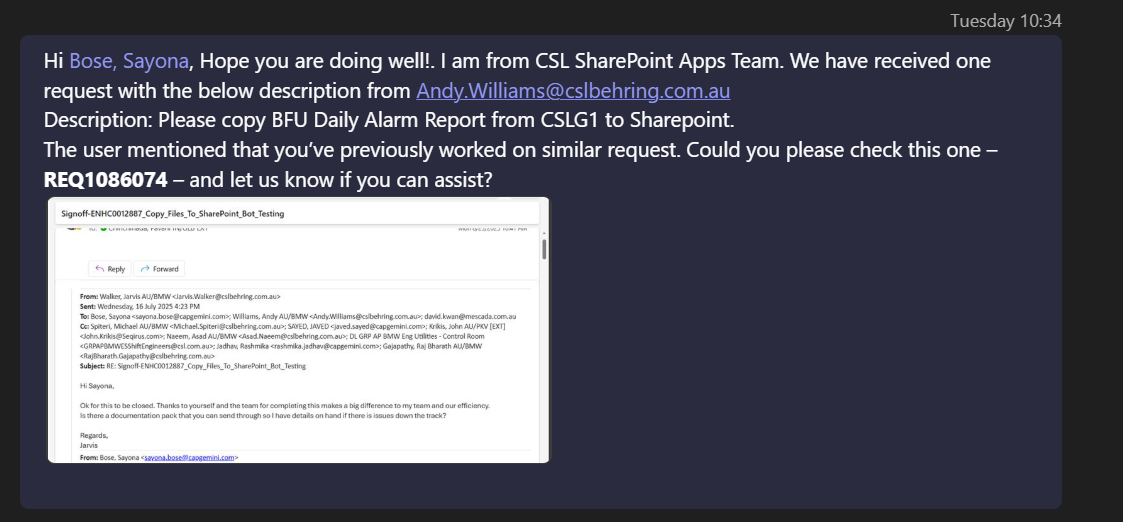 Tuesday 10:34
Hi Bose, Sayona, Hope you are doing well!. I am from CSL SharePoint Apps Team. We have received one
request with the below description from Andy.Williams@cslbehring.com.au
Description: Please copy BFU Daily Alarm Report from CSLG1 to Sharepoint.
The user mentioned that you’ve previously worked on similar request. Could you please check this one –
REQ1086074 – and let us know if you can assist?
Signoff-ENHC0012887_Copy_Files_To_SharePoint_Bot_Testing
Reply Forward
From: Walker, Jarvis AU/BMW <Jarvis.Walker@cslbehring.com.au>
Sent: Wednesday, 16 July 2025 4:23 PM
To: Bose, Sayona <sayona.bose@capgemini.com>; Williams, Andy AU/BMW <Andy.Williams@cslbehring.com.au>; david.kwan@mescada.com.au
Cc: Spiteri, Michael AU/BMW <Michael.Spiteri@cslbehring.com.au>; SAYED, JAVED <javed.sayed@capgemini.com>; Krikis, John AU/PKV [EXT]
<John.Krikis@Seqirus.com>; Naeem, Asad AU/BMW <Asad.Naeem@cslbehring.com.au>; DL GRP AP BMW Eng Utilities - Control Room
<GRPAPBMWESShiftEngineers@csl.com.au>; Jadhav, Rashmika <rashmika.jadhav@capgemini.com>; Gajapathy, Raj Bharath AU/BMW
<RajBharath.Gajapathy@cslbehring.com.au>
Subject: RE: Signoff-ENHC0012887_Copy_Files_To_SharePoint_Bot_Testing
Hi Sayona,
Ok for this to be closed. Thanks to yourself and the team for completing this makes a big difference to my team and our efficiency.
Is there a documentation pack that you can send through so I have details on hand if there is issues down the track?
Regards,
Jarvis
From: Bose, Sayona <sayona.bose@capgemini.com>